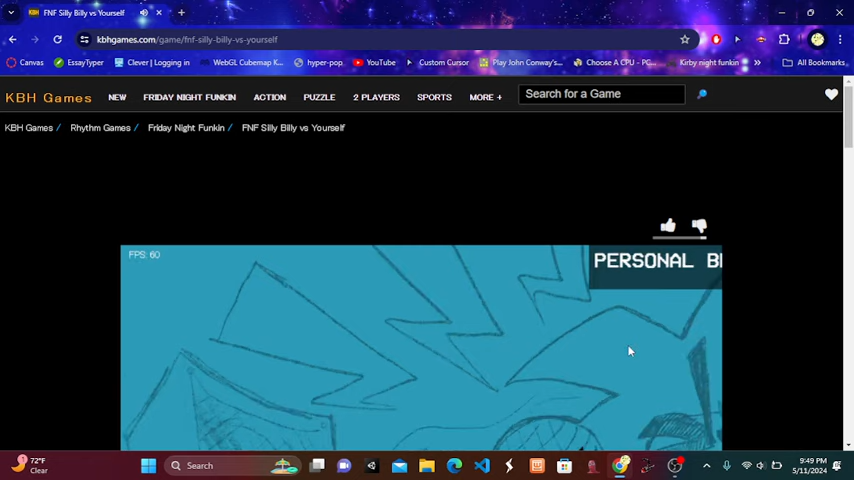 FNF Silly Billy vs Yourself
kbhgames.com/game/fnf-silly-billy-vs-yourself
Canvas EssayTyper Clever | Logging in WebGL Cubemap K... hyper-pop YouTube Custom Cursor Play John Conway's... Choose A CPU - PC... Kirby night funkin » All Bookmarks
KBH Games NEW FRIDAY NIGHT FUNKIN ACTION PUZZLE 2 PLAYERS SPORTS MORE + Search for a Game
KBH Games / Rhythm Games / Friday Night Funkin / FNF Silly Billy vs Yourself
FPS: 60
PERSONAL B
72°F
Clear
Search
9:49 PM
5/11/2024